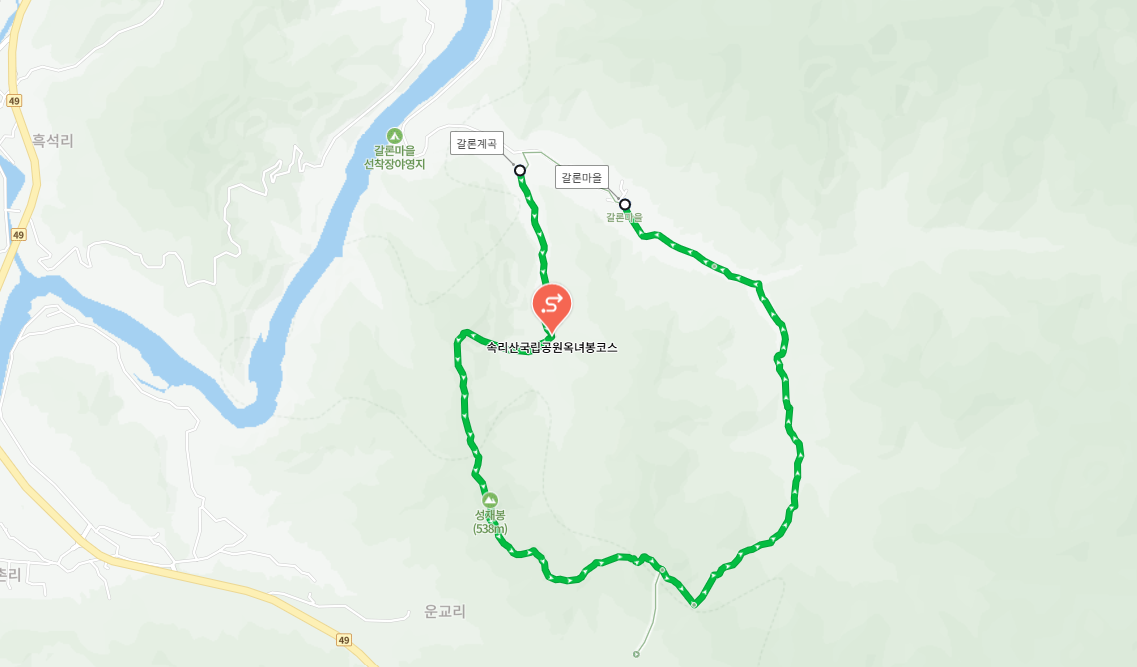 49
흑석리
갈론마을
선착장야영지
갈론계곡
갈론마을
갈론마을
49
속리산국립공원옥녀봉코스
성재봉
(538m)
촌리
운교리
49